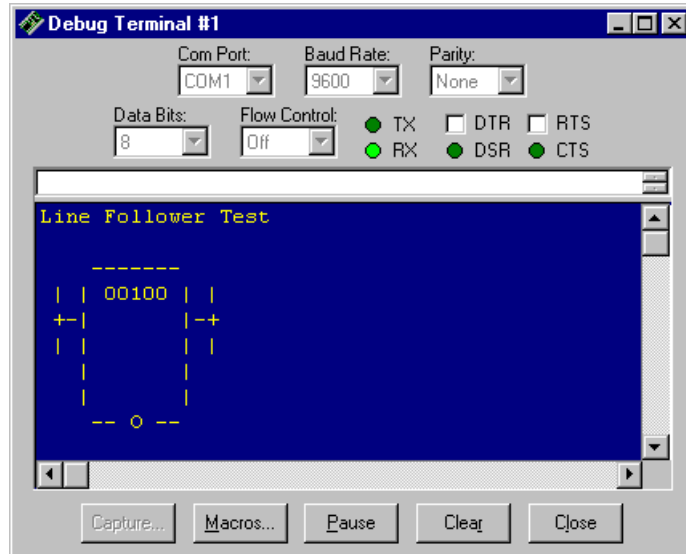 Debug Terminal #1
Com Port: Baud Rate: Parity:
COM1 9600 None
Data Bits: Flow Control: TX DTR RTS
8 Off RX DSR CTS
Line Follower Test
    -------
 | | 00100 | |
 +-|       |-+
 | |       | |
   |       |
   |       |
    -- O --
Capture... Macros... Pause Clear Close